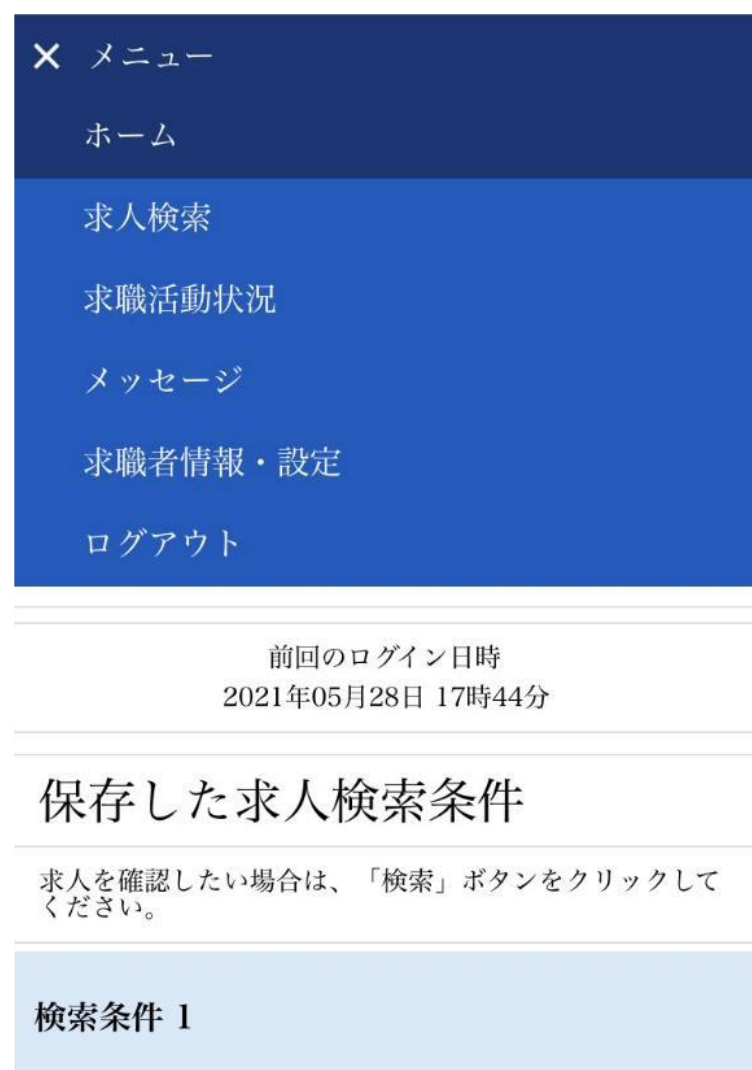 × メニュー
ホーム
求人検索
求職活動状況
メッセージ
求職者情報・設定
ログアウト
前回のログイン日時
2021年05月28日 17時44分
保存した求人検索条件
求人を確認したい場合は、「検索」ボタンをクリックして
ください。
検索条件 1